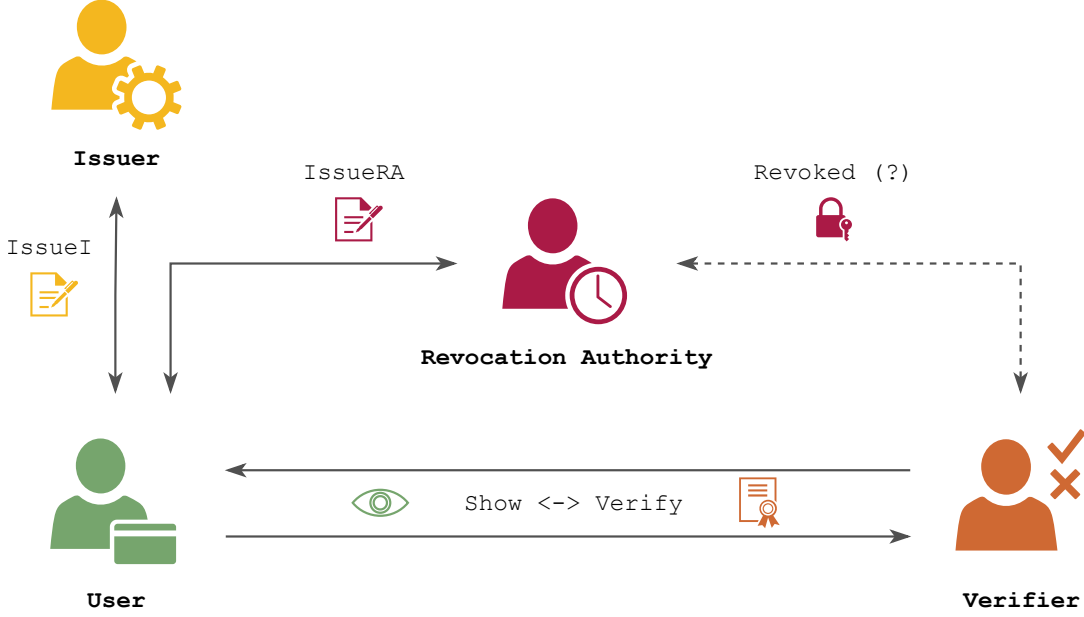 Issuer
IssueRA
Revoked (?)
IssueI
Revocation Authority
Show <-> Verify
User
Verifier